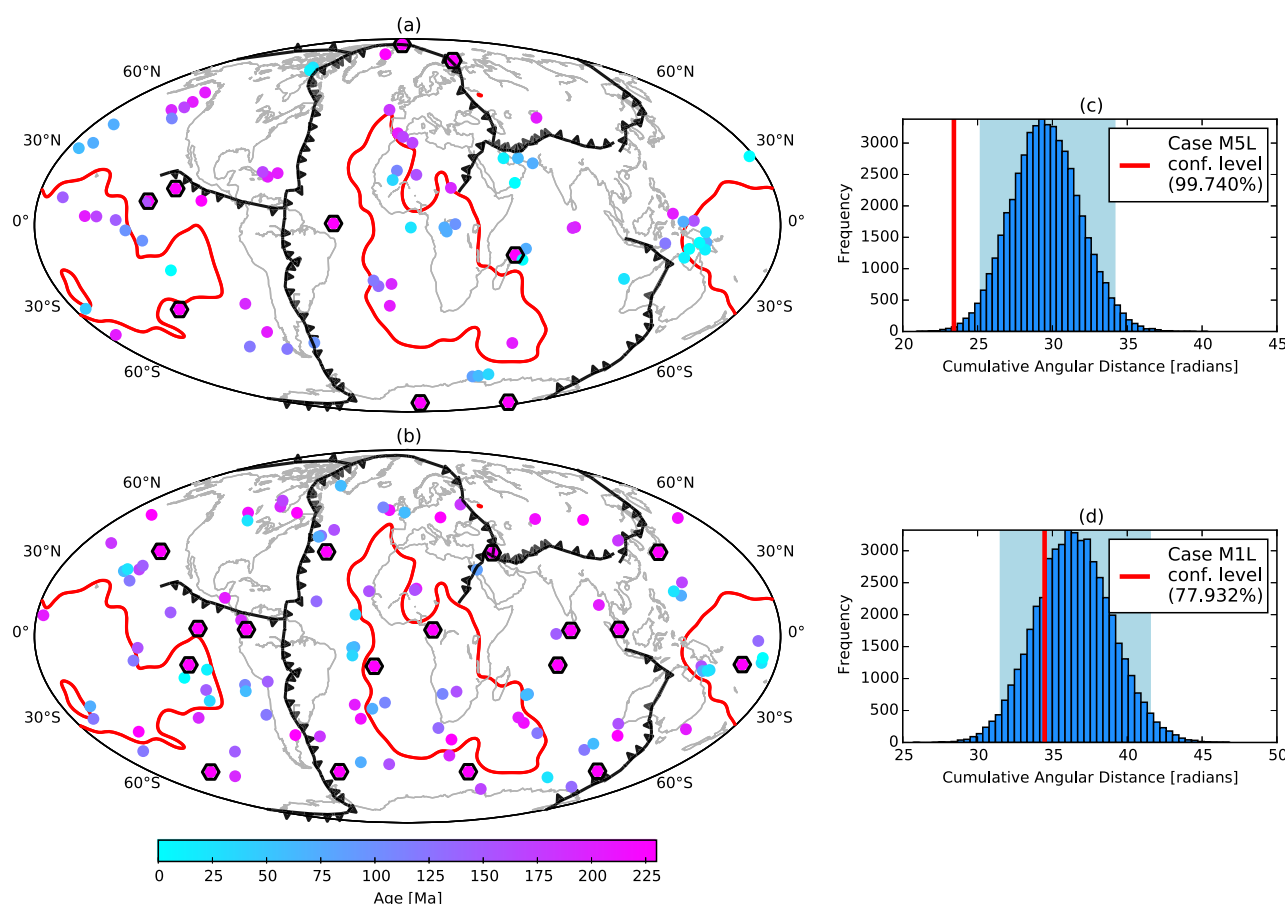 (a)
60°N
60°N
30°N
30°N
0°
0°
30°S
30°S
60°S
60°S
(c)
3000
2500
2000
1500
1000
500
0
Frequency
20 25 30 35 40 45
Cumulative Angular Distance [radians]
Case M5L
conf. level
(99.740%)
(b)
60°N
60°N
30°N
30°N
0°
0°
30°S
30°S
60°S
60°S
(d)
3000
2500
2000
1500
1000
500
0
Frequency
25 30 35 40 45 50
Cumulative Angular Distance [radians]
Case M1L
conf. level
(77.932%)
0 25 50 75 100 125 150 175 200 225
Age [Ma]